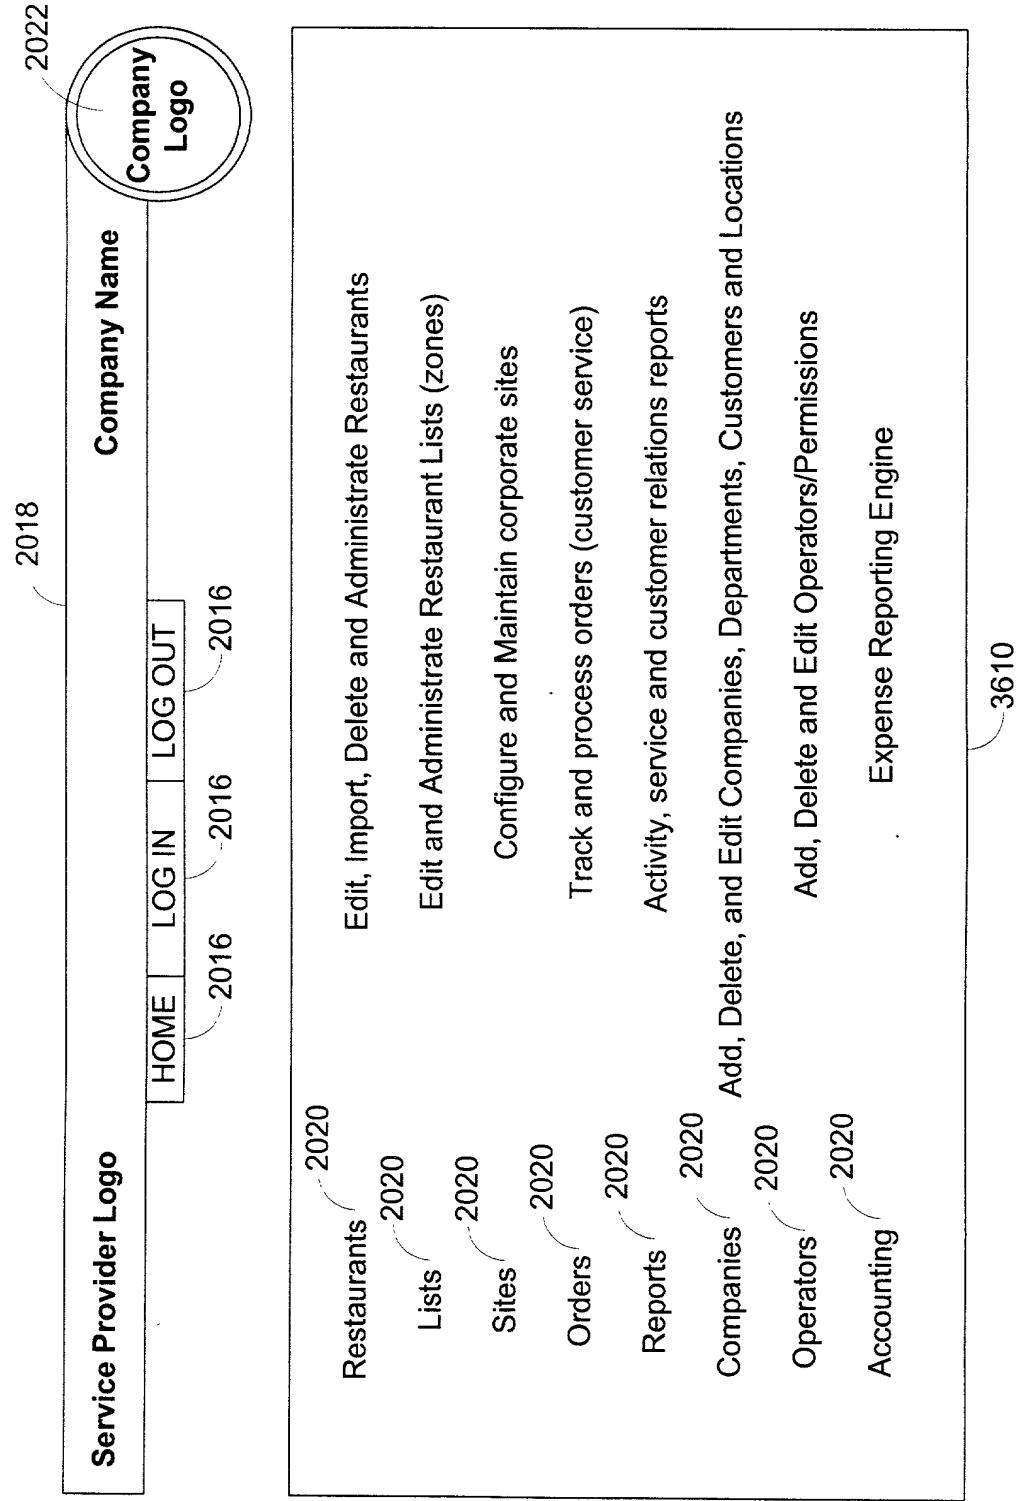 2022
2018
Service Provider Logo
Company Name
Company
Logo
HOME
LOG IN
LOG OUT
2016
2016
2016
2020
Restaurants
Edit, Import, Delete and Administrate Restaurants
2020
Lists
Edit and Administrate Restaurant Lists (zones)
2020
Sites
Configure and Maintain corporate sites
2020
Orders
Track and process orders (customer service)
2020
Reports
Activity, service and customer relations reports
2020
Companies
Add, Delete, and Edit Companies, Departments, Customers and Locations
2020
Operators
Add, Delete and Edit Operators/Permissions
2020
Accounting
Expense Reporting Engine
3610